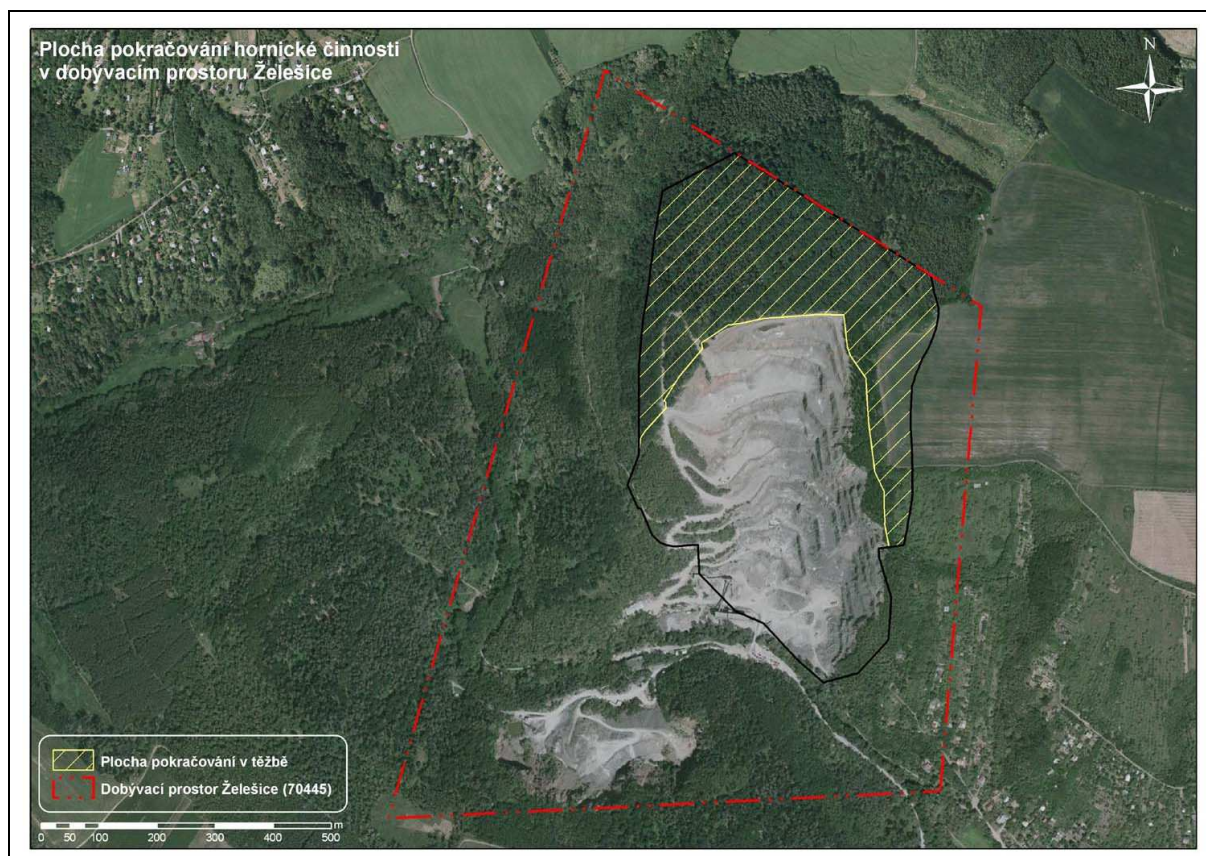 Plocha pokračování hornické činnosti
v dobývacím prostoru Želešice
N
Plocha pokračování v těžbě
Dobývací prostor Želešice (70445)
m
0 50 100 200 300 400 500